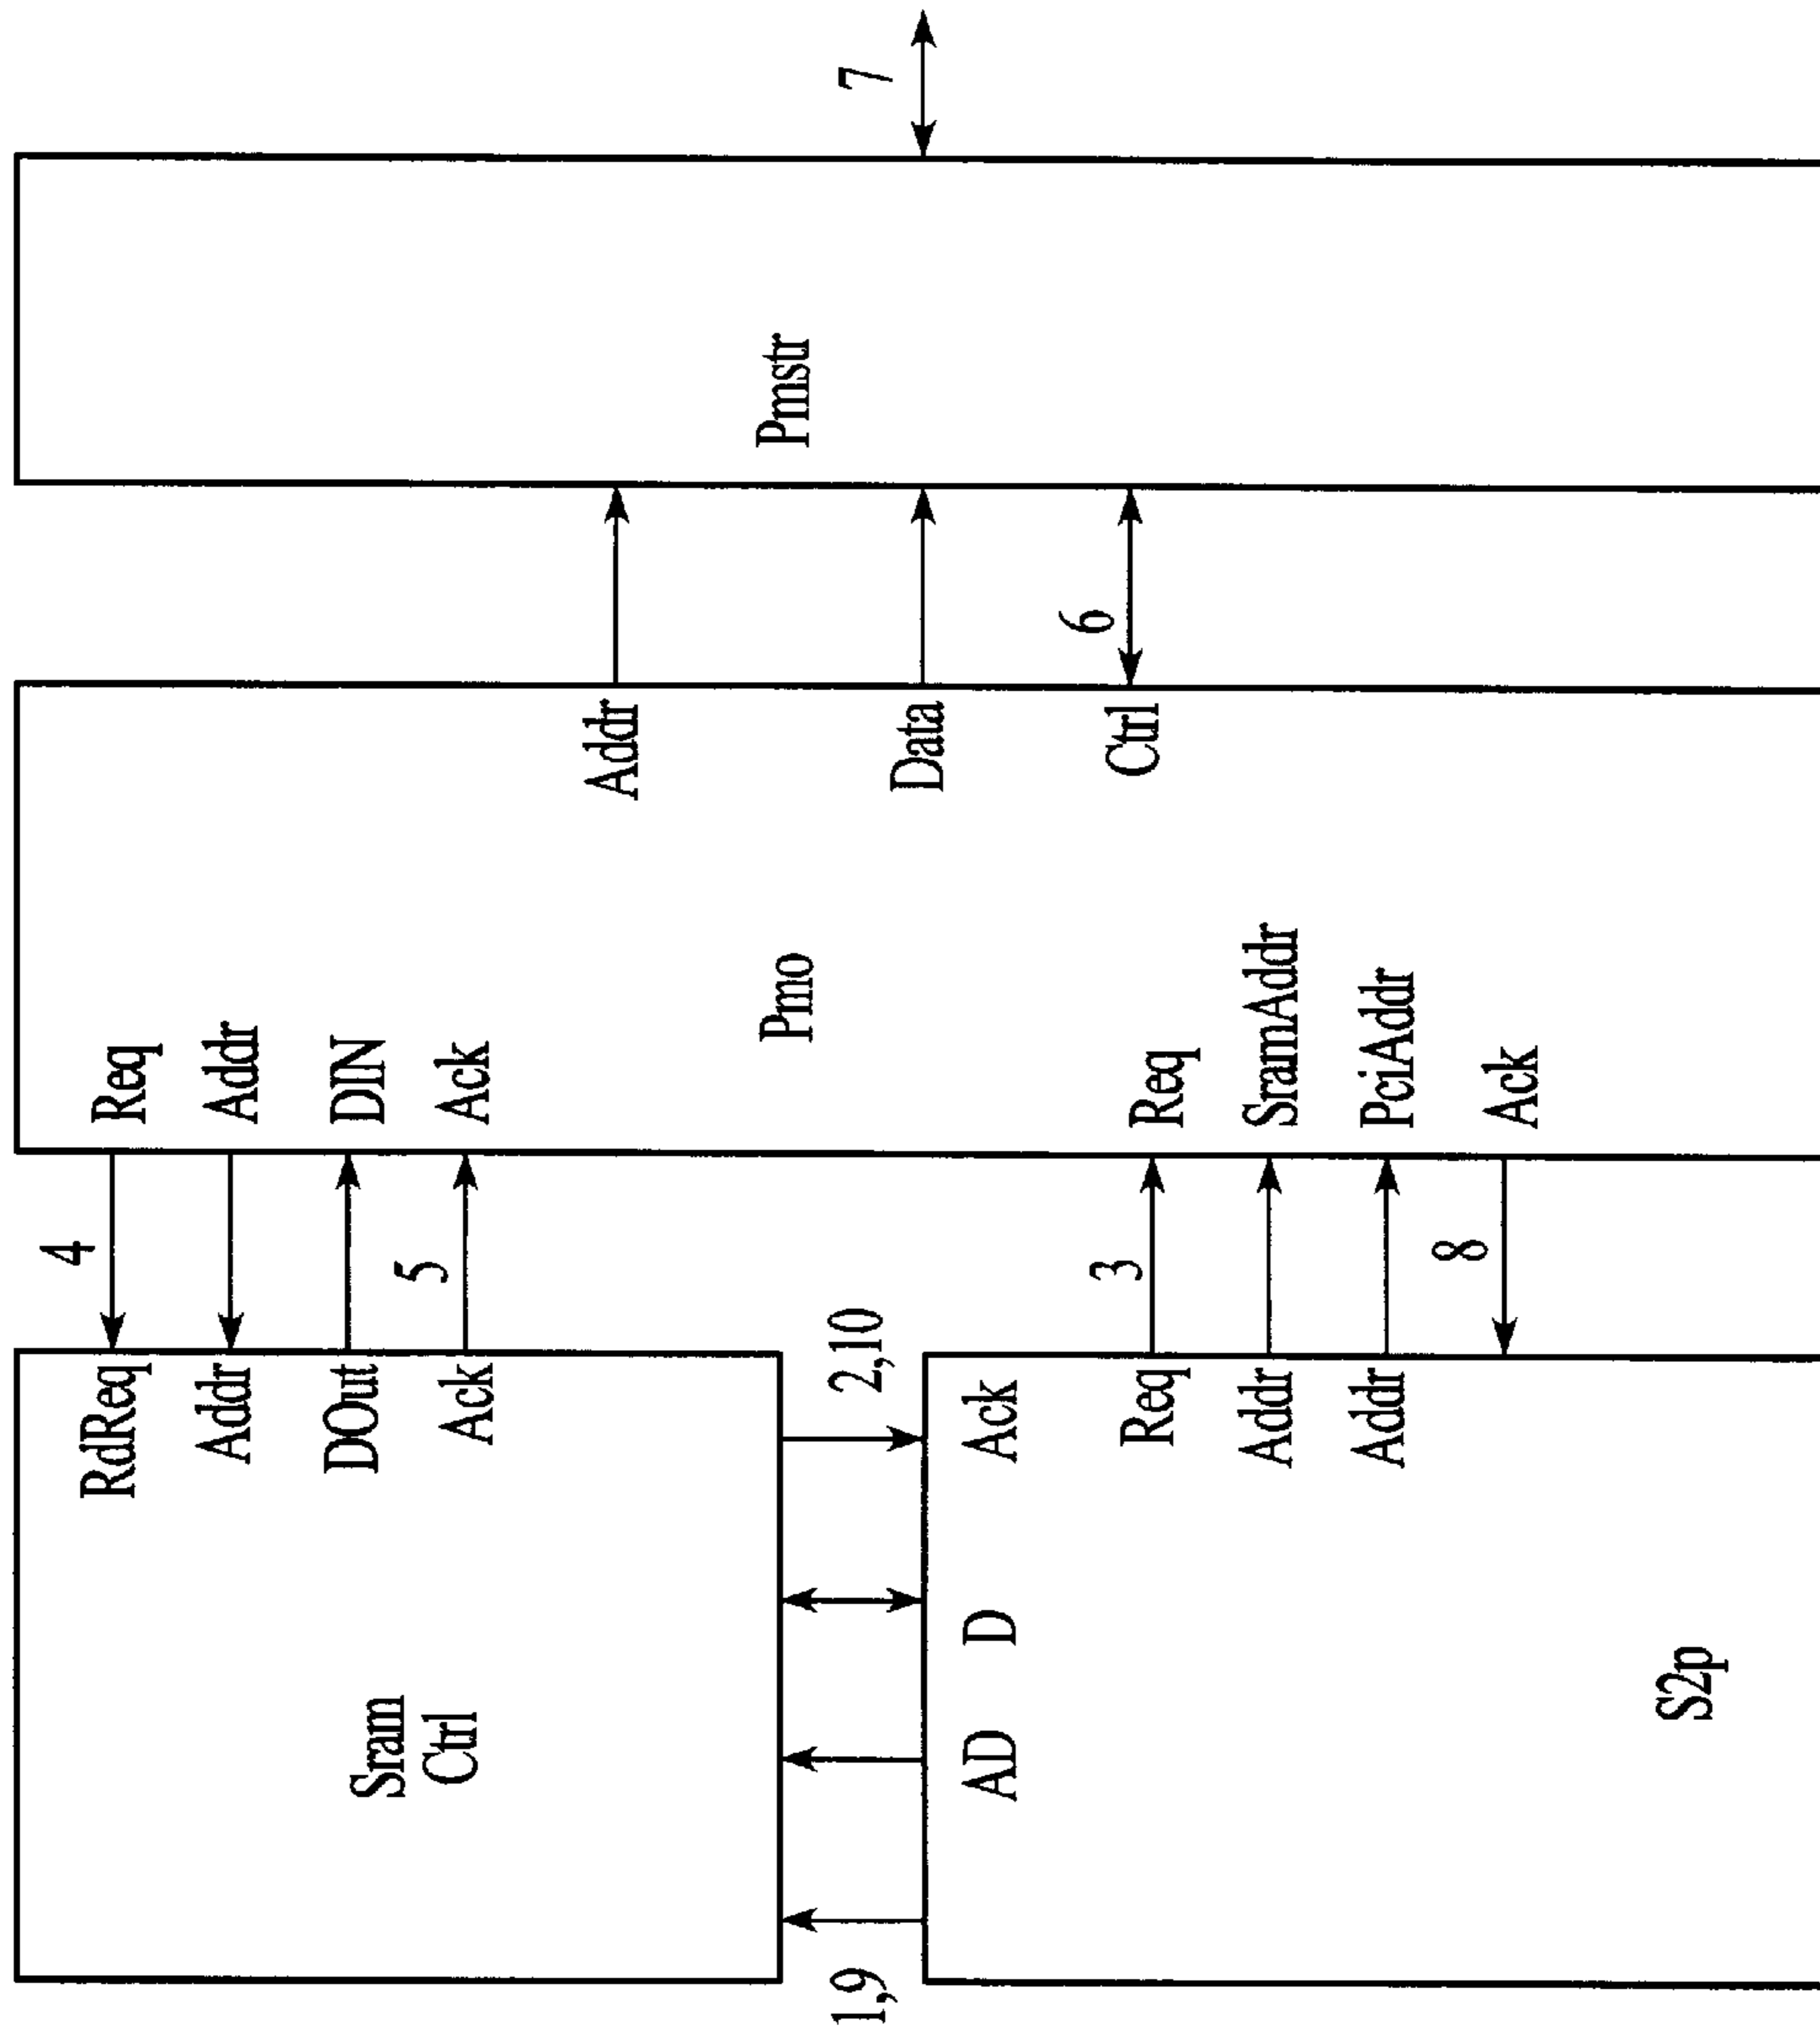 4
RdReq
Req
Addr
Addr
DOut
DIN
5
Ack
Ack
Sram
Ctrl
Addr
Pmo
Pmstr
7
1,9
2,10
Data
AD
D
Ack
6
Ctrl
3
Req
Req
Addr
SramAddr
Addr
PciAddr
8
Ack
S2p